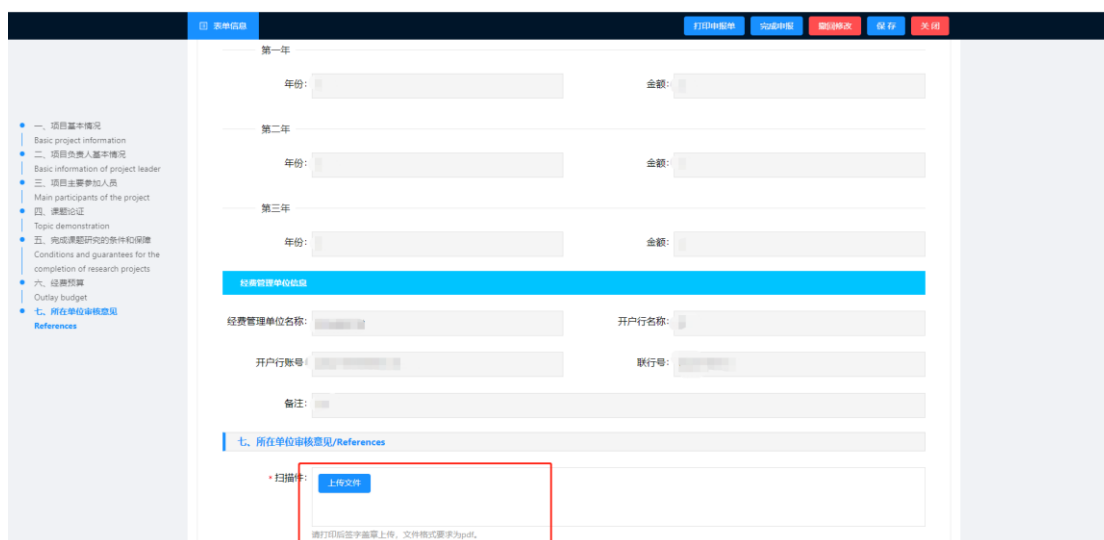 表单信息
打印申报单 完成申报 撤回修改 保存 关闭
一、项目基本情况
Basic project information
二、项目负责人基本情况
Basic information of project leader
三、项目主要参加人员
Main participants of the project
四、课题论证
Topic demonstration
五、完成课题研究的条件和保障
Conditions and guarantees for the
completion of research projects
六、经费预算
Outlay budget
七、所在单位审核意见
References
第一年
年份: 金额:
第二年
年份: 金额:
第三年
年份: 金额:
经费管理单位信息
经费管理单位名称: 开户行名称:
开户行账号: 联行号:
备注:
七、所在单位审核意见/References
* 扫描件: 上传文件
请打印后签字盖章上传，文件格式要求为pdf。